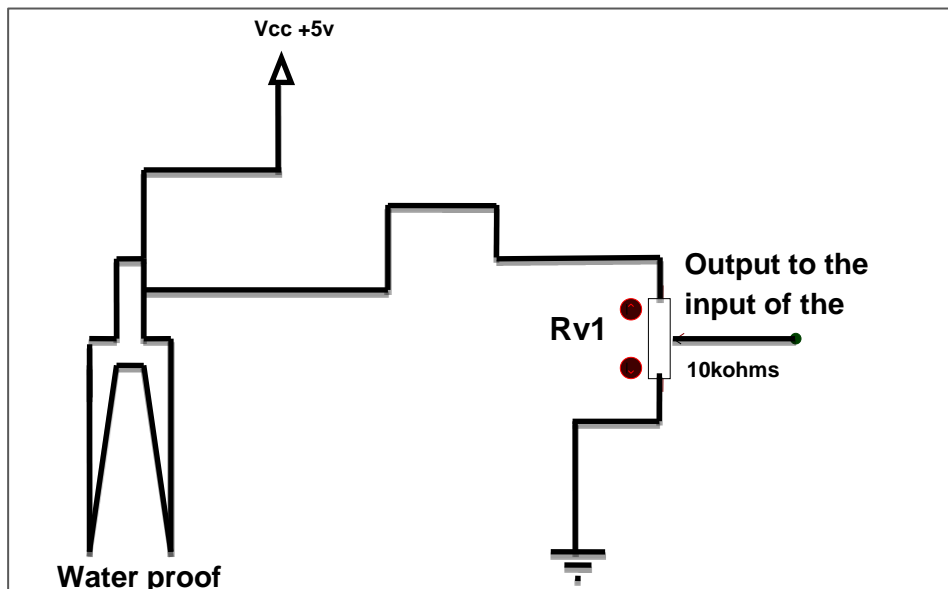 Vcc +5v
Output to the
input of the
Rv1
10kohms
Water proof